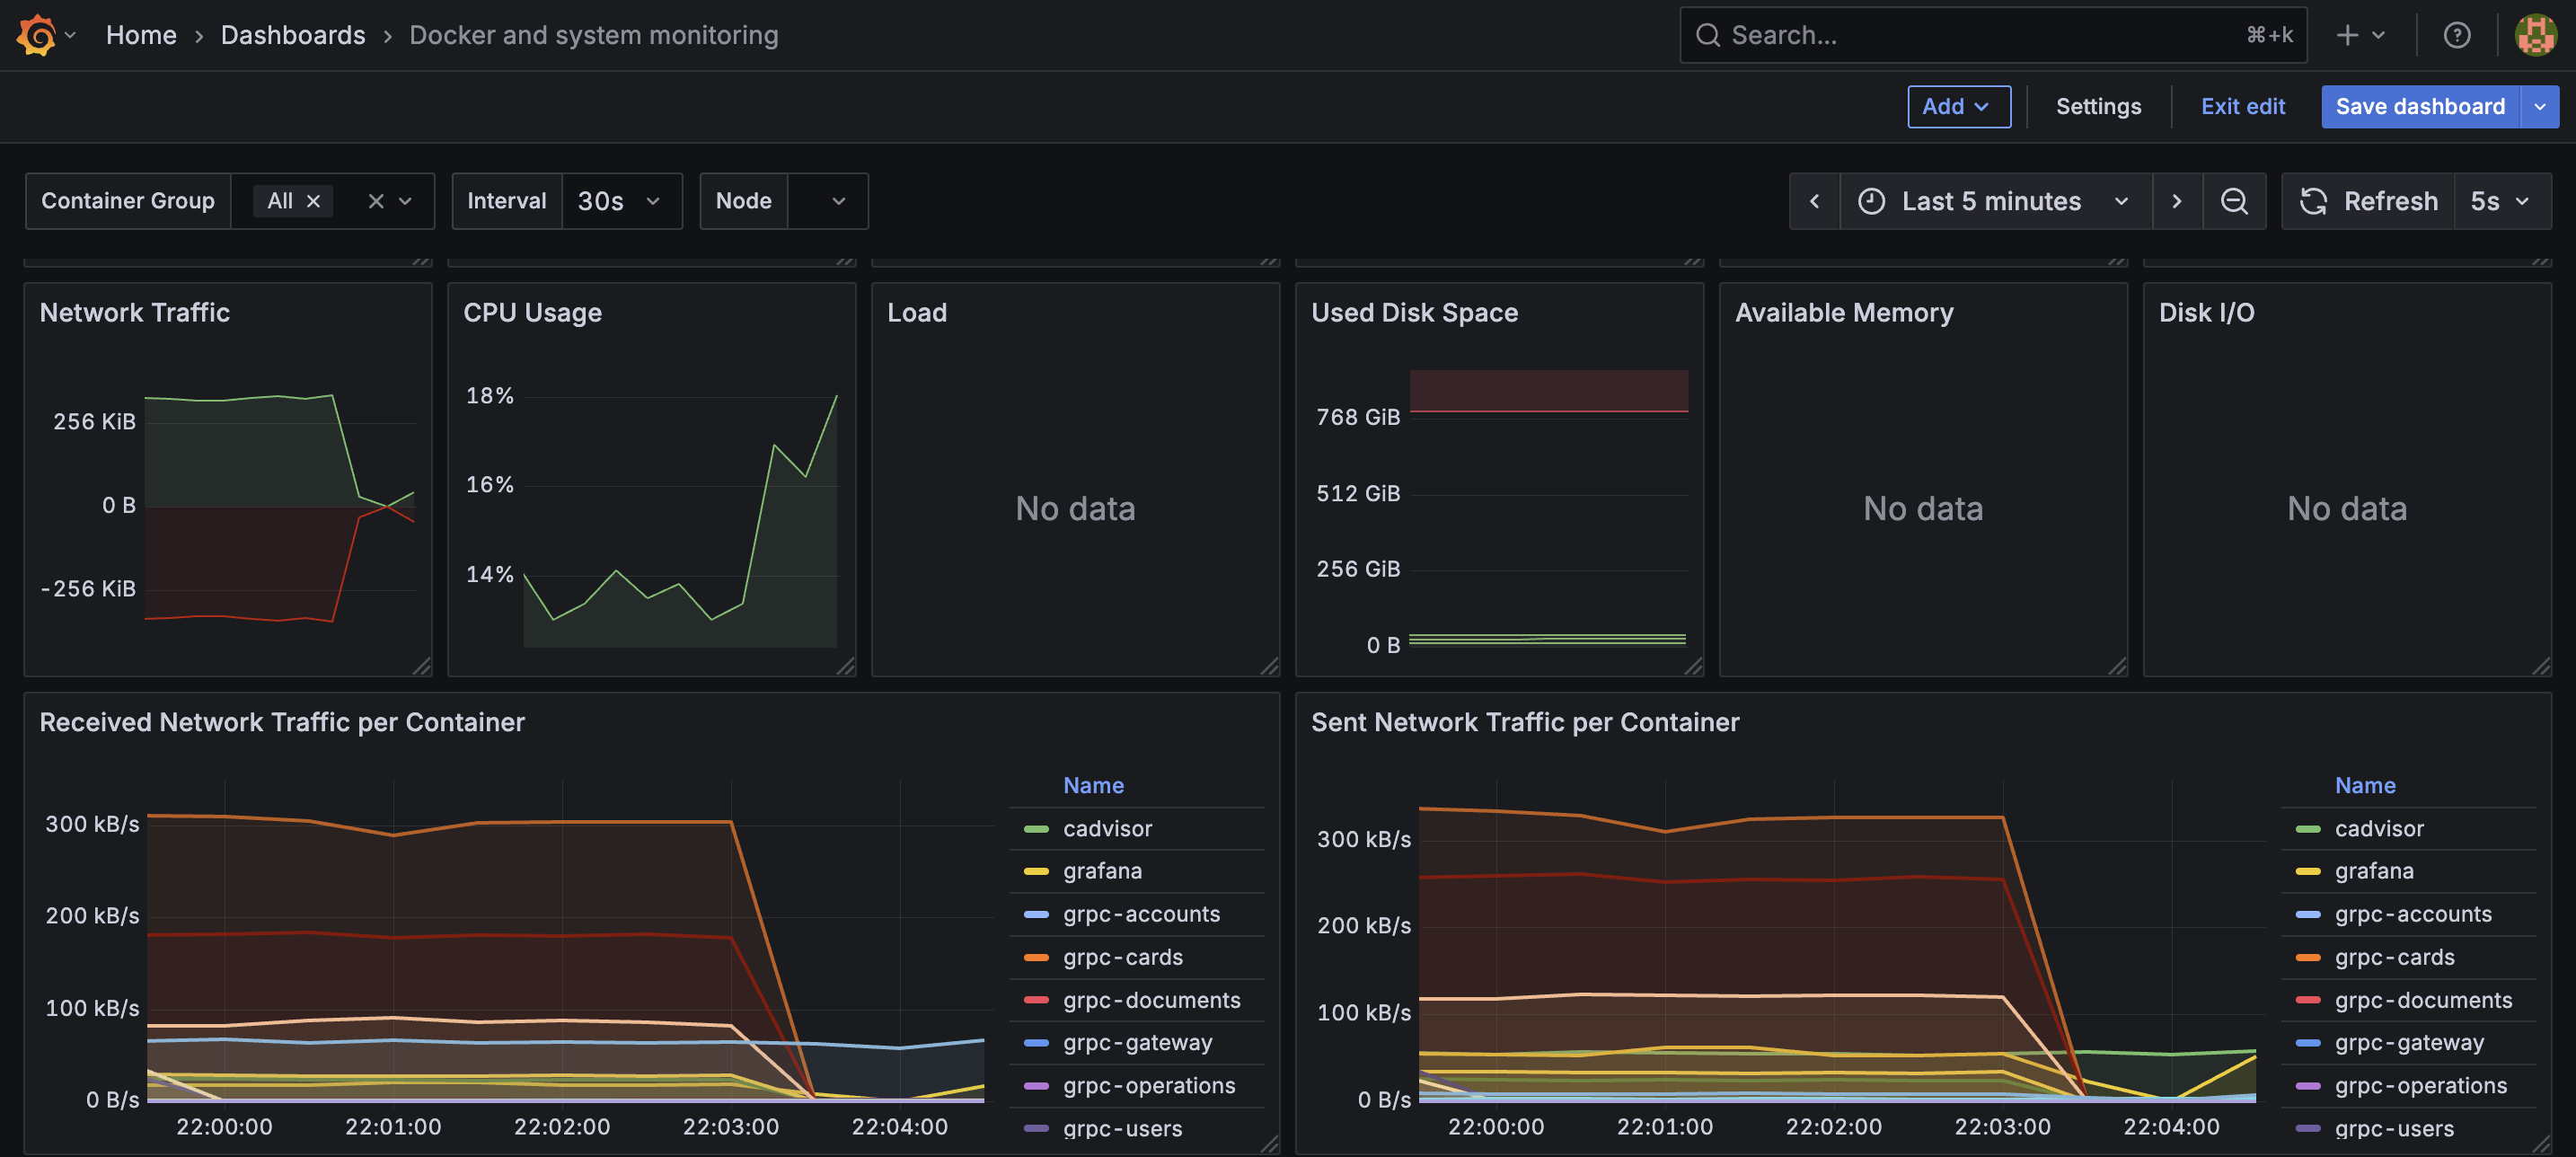 Home › Dashboards › Docker and system monitoring
Search... ⌘+k
Add Settings Exit edit Save dashboard
Container Group All Interval 30s Node Last 5 minutes Refresh 5s
Network Traffic
256 KiB
0 B
-256 KiB
CPU Usage
18%
16%
14%
Load
No data
Used Disk Space
768 GiB
512 GiB
256 GiB
0 B
Available Memory
No data
Disk I/O
No data
Received Network Traffic per Container
300 kB/s
200 kB/s
100 kB/s
0 B/s
22:00:00 22:01:00 22:02:00 22:03:00 22:04:00
Name
cadvisor
grafana
grpc-accounts
grpc-cards
grpc-documents
grpc-gateway
grpc-operations
grpc-users
Sent Network Traffic per Container
300 kB/s
200 kB/s
100 kB/s
0 B/s
22:00:00 22:01:00 22:02:00 22:03:00 22:04:00
Name
cadvisor
grafana
grpc-accounts
grpc-cards
grpc-documents
grpc-gateway
grpc-operations
grpc-users